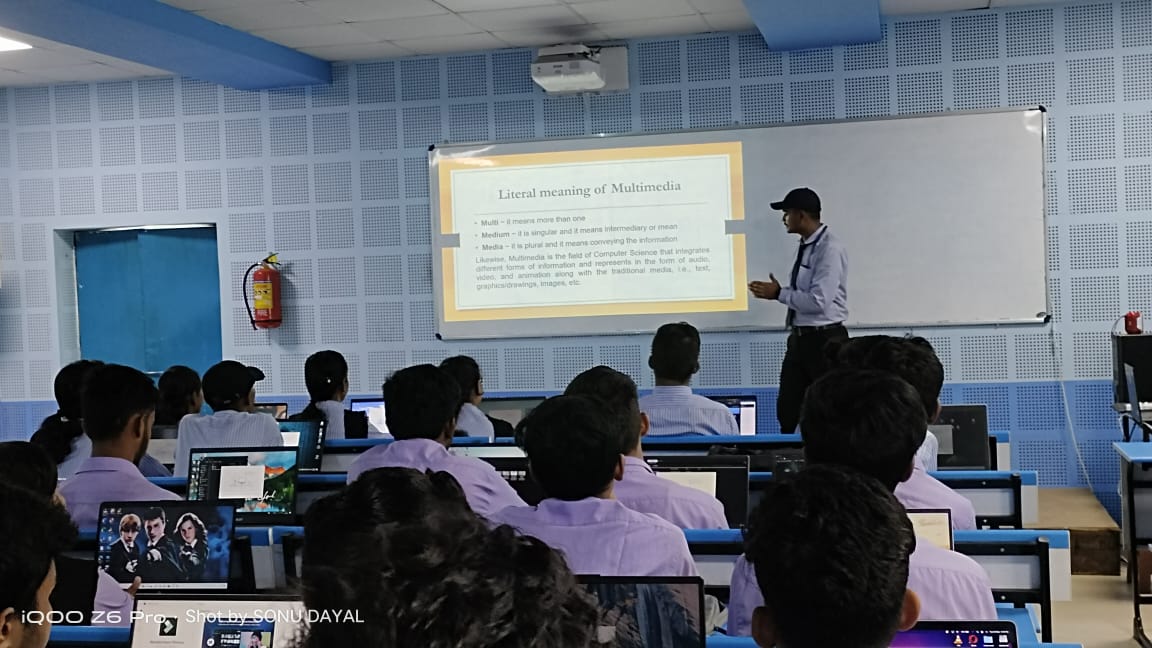 Literal meaning of Multimedia
• Multi – it means more than one
• Medium – it is singular and it means intermediary or mean
• Media – it is plural and it means conveying the information
Likewise, Multimedia is the field of Computer Science that integrates
different forms of information and represents in the form of audio,
video, and animation along with the traditional media, i.e., text,
graphics/drawings, images, etc.
FIRE
iQOO Z6 Pro Shot by SONU DAYAL